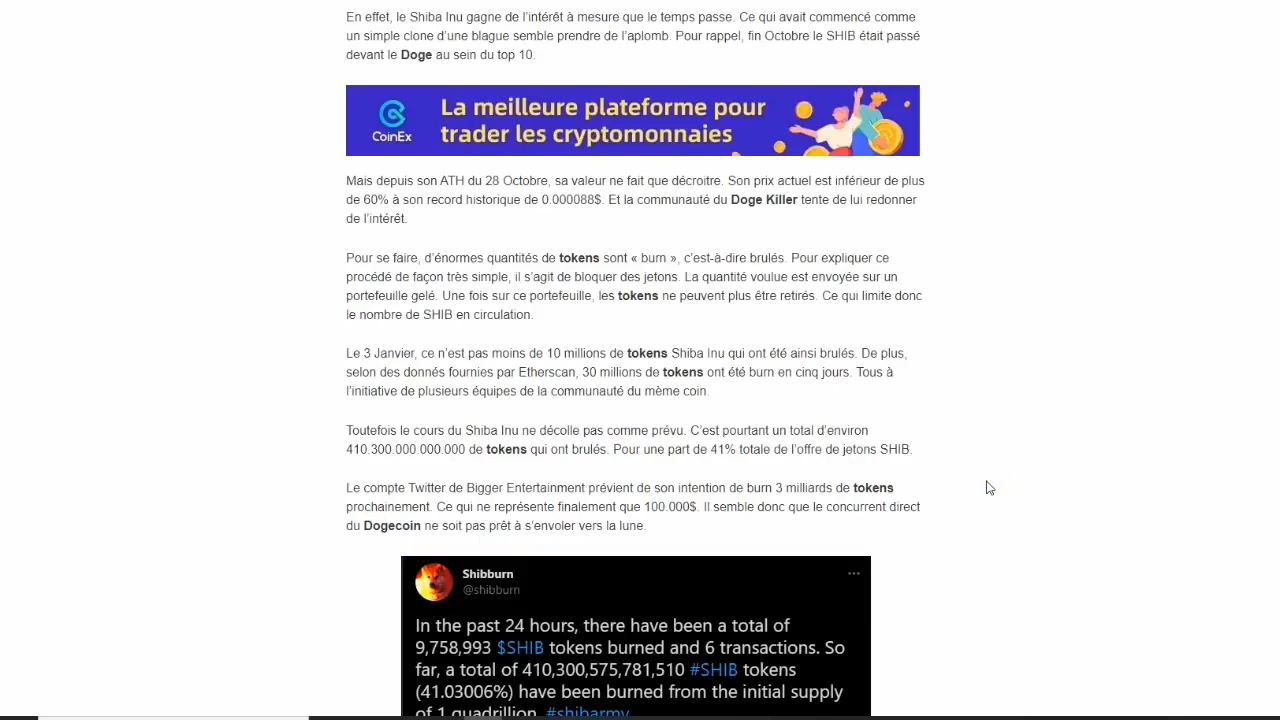 En effet, le Shiba Inu gagne de l'intérêt à mesure que le temps passe. Ce qui avait commencé comme
un simple clone d'une blague semble prendre de l'aplomb. Pour rappel, fin Octobre le SHIB était passé
devant le Doge au sein du top 10.
CoinEx
La meilleure plateforme pour
trader les cryptomonnaies
Mais depuis son ATH du 28 Octobre, sa valeur ne fait que décroitre. Son prix actuel est inférieur de plus
de 60% à son record historique de 0.000088$. Et la communauté du Doge Killer tente de lui redonner
de l'intérêt.
Pour se faire, d'énormes quantités de tokens sont « burn », c'est-à-dire brulés. Pour expliquer ce
procédé de façon très simple, il s'agit de bloquer des jetons. La quantité voulue est envoyée sur un
portefeuille gelé. Une fois sur ce portefeuille, les tokens ne peuvent plus être retirés. Ce qui limite donc
le nombre de SHIB en circulation.
Le 3 Janvier, ce n'est pas moins de 10 millions de tokens Shiba Inu qui ont été ainsi brulés. De plus,
selon des donnés fournies par Etherscan, 30 millions de tokens ont été burn en cinq jours. Tous à
l'initiative de plusieurs équipes de la communauté du mème coin.
Toutefois le cours du Shiba Inu ne décolle pas comme prévu. C'est pourtant un total d'environ
410.300.000.000.000 de tokens qui ont brulés. Pour une part de 41% totale de l'offre de jetons SHIB.
Le compte Twitter de Bigger Entertainment prévient de son intention de burn 3 milliards de tokens
prochainement. Ce qui ne représente finalement que 100.000$. Il semble donc que le concurrent direct
du Dogecoin ne soit pas prêt à s'envoler vers la lune.
Shibburn
@shibburn
In the past 24 hours, there have been a total of
9,758,993 $SHIB tokens burned and 6 transactions. So
far, a total of 410,300,575,781,510 #SHIB tokens
(41.03006%) have been burned from the initial supply
of 1 quadrillion. #shibarmy